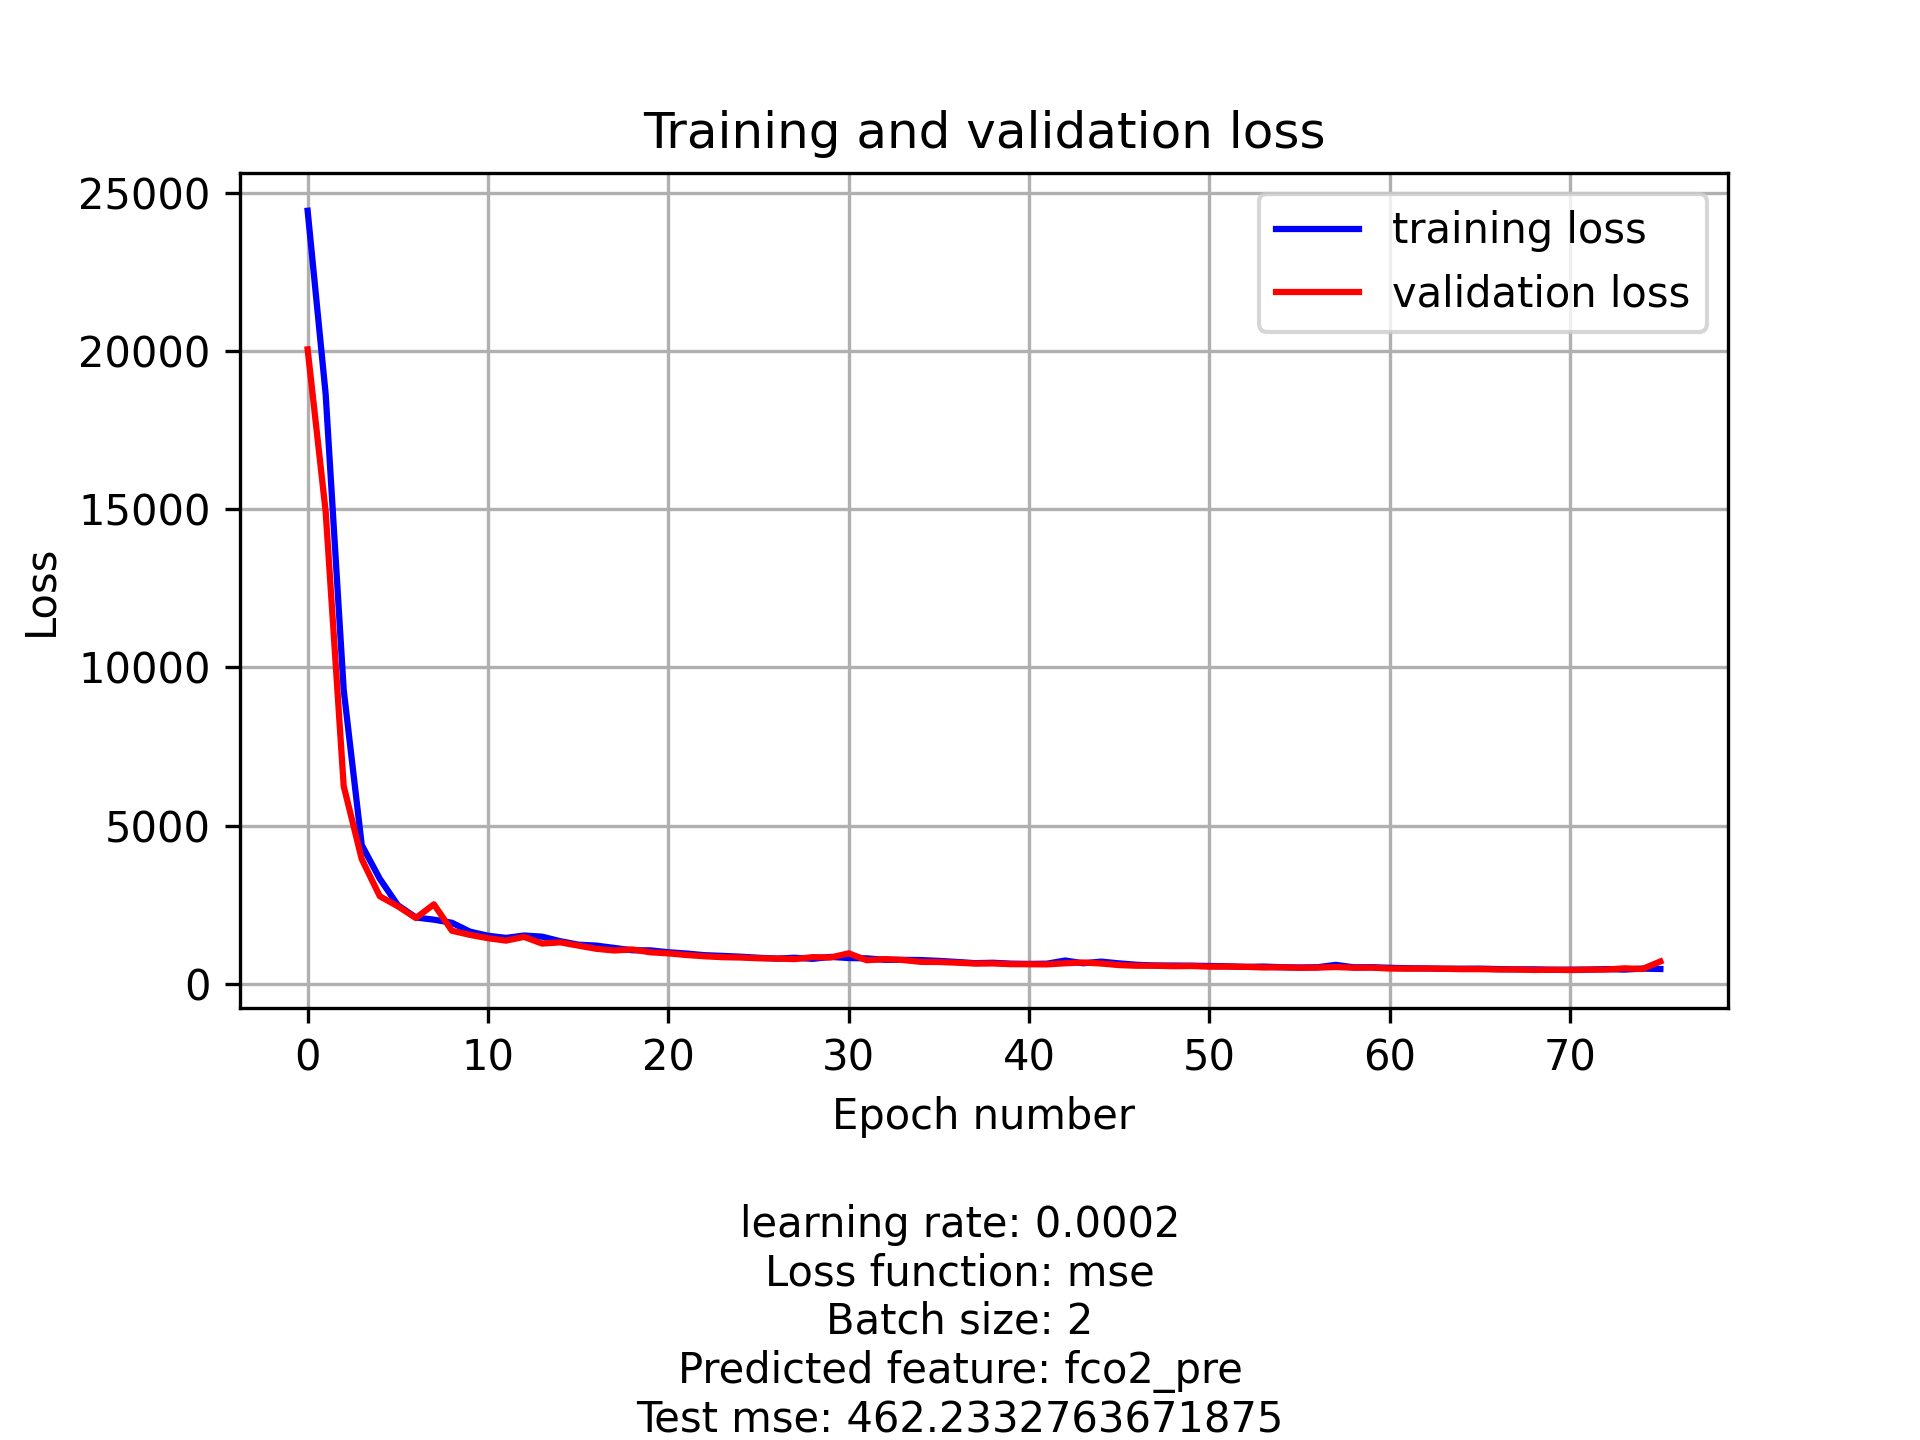 Training and validation loss
25000
20000
15000
10000
5000
0
Loss
training loss
validation loss
0 10 20 30 40 50 60 70
Epoch number
learning rate: 0.0002
Loss function: mse
Batch size: 2
Predicted feature: fco2_pre
Test mse: 462.2332763671875